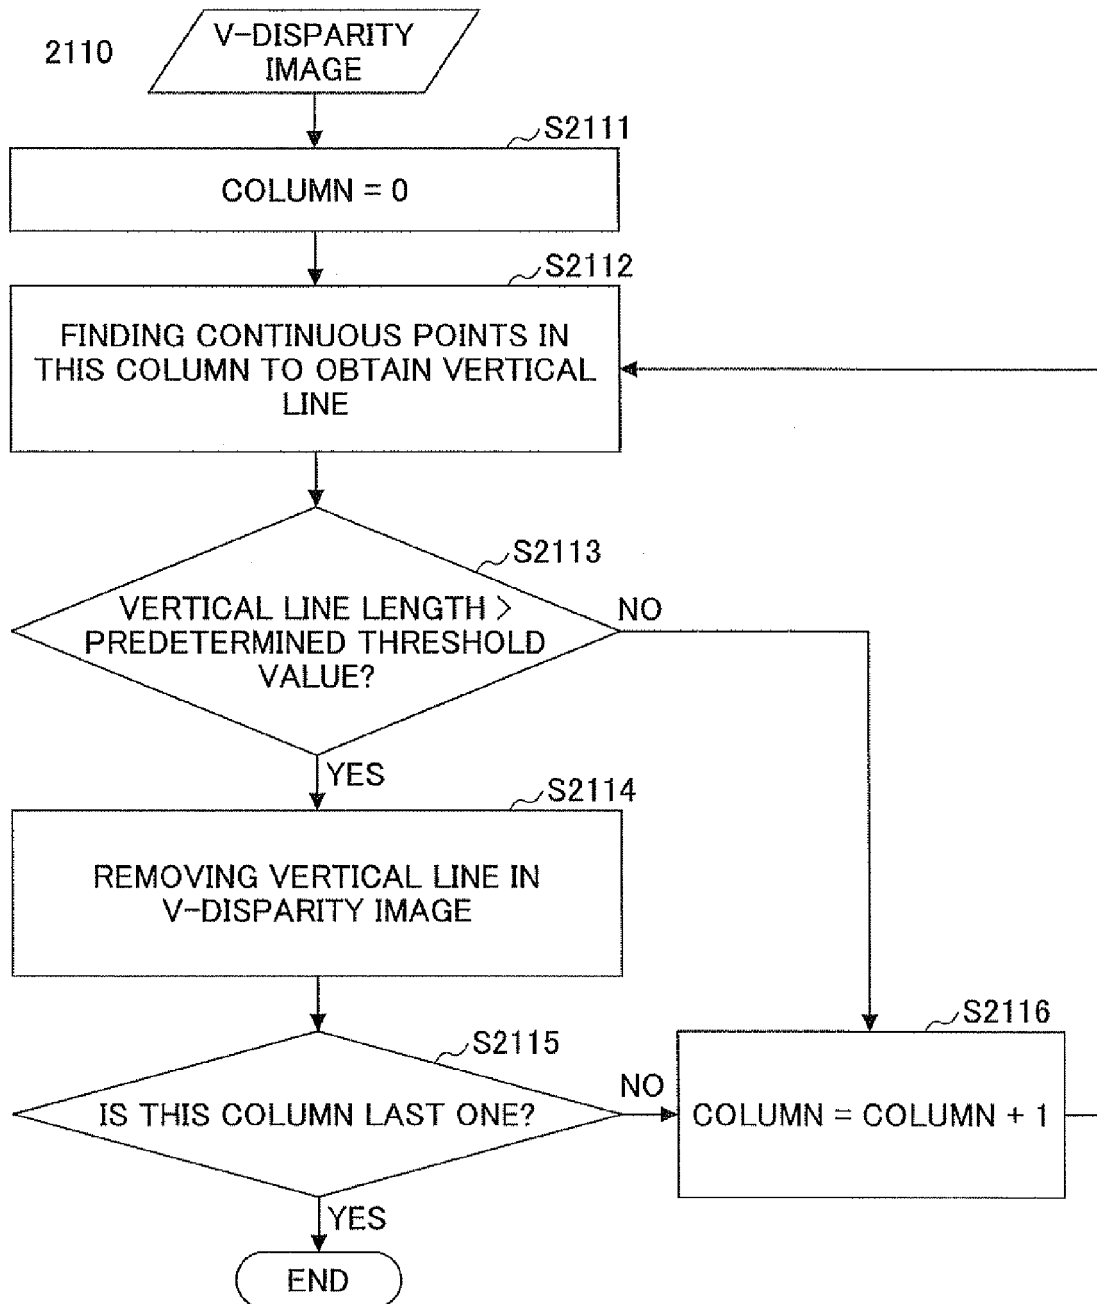 2110
V-DISPARITY
IMAGE
S2111
COLUMN = 0
S2112
FINDING CONTINUOUS POINTS IN
THIS COLUMN TO OBTAIN VERTICAL
LINE
S2113
VERTICAL LINE LENGTH >
PREDETERMINED THRESHOLD
VALUE?
NO
YES
S2114
REMOVING VERTICAL LINE IN
V-DISPARITY IMAGE
S2115
IS THIS COLUMN LAST ONE?
NO
S2116
COLUMN = COLUMN + 1
YES
END